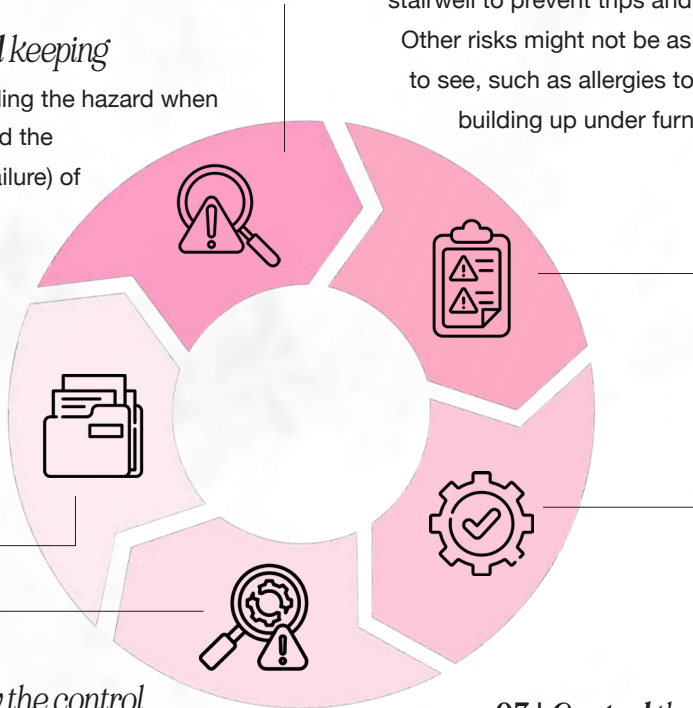 stairwell to prevent trips and
Other risks might not be as
to see, such as allergies to
building up under furn
keeping
ling the hazard when
d the
ailure) of
the control
03 | Control th